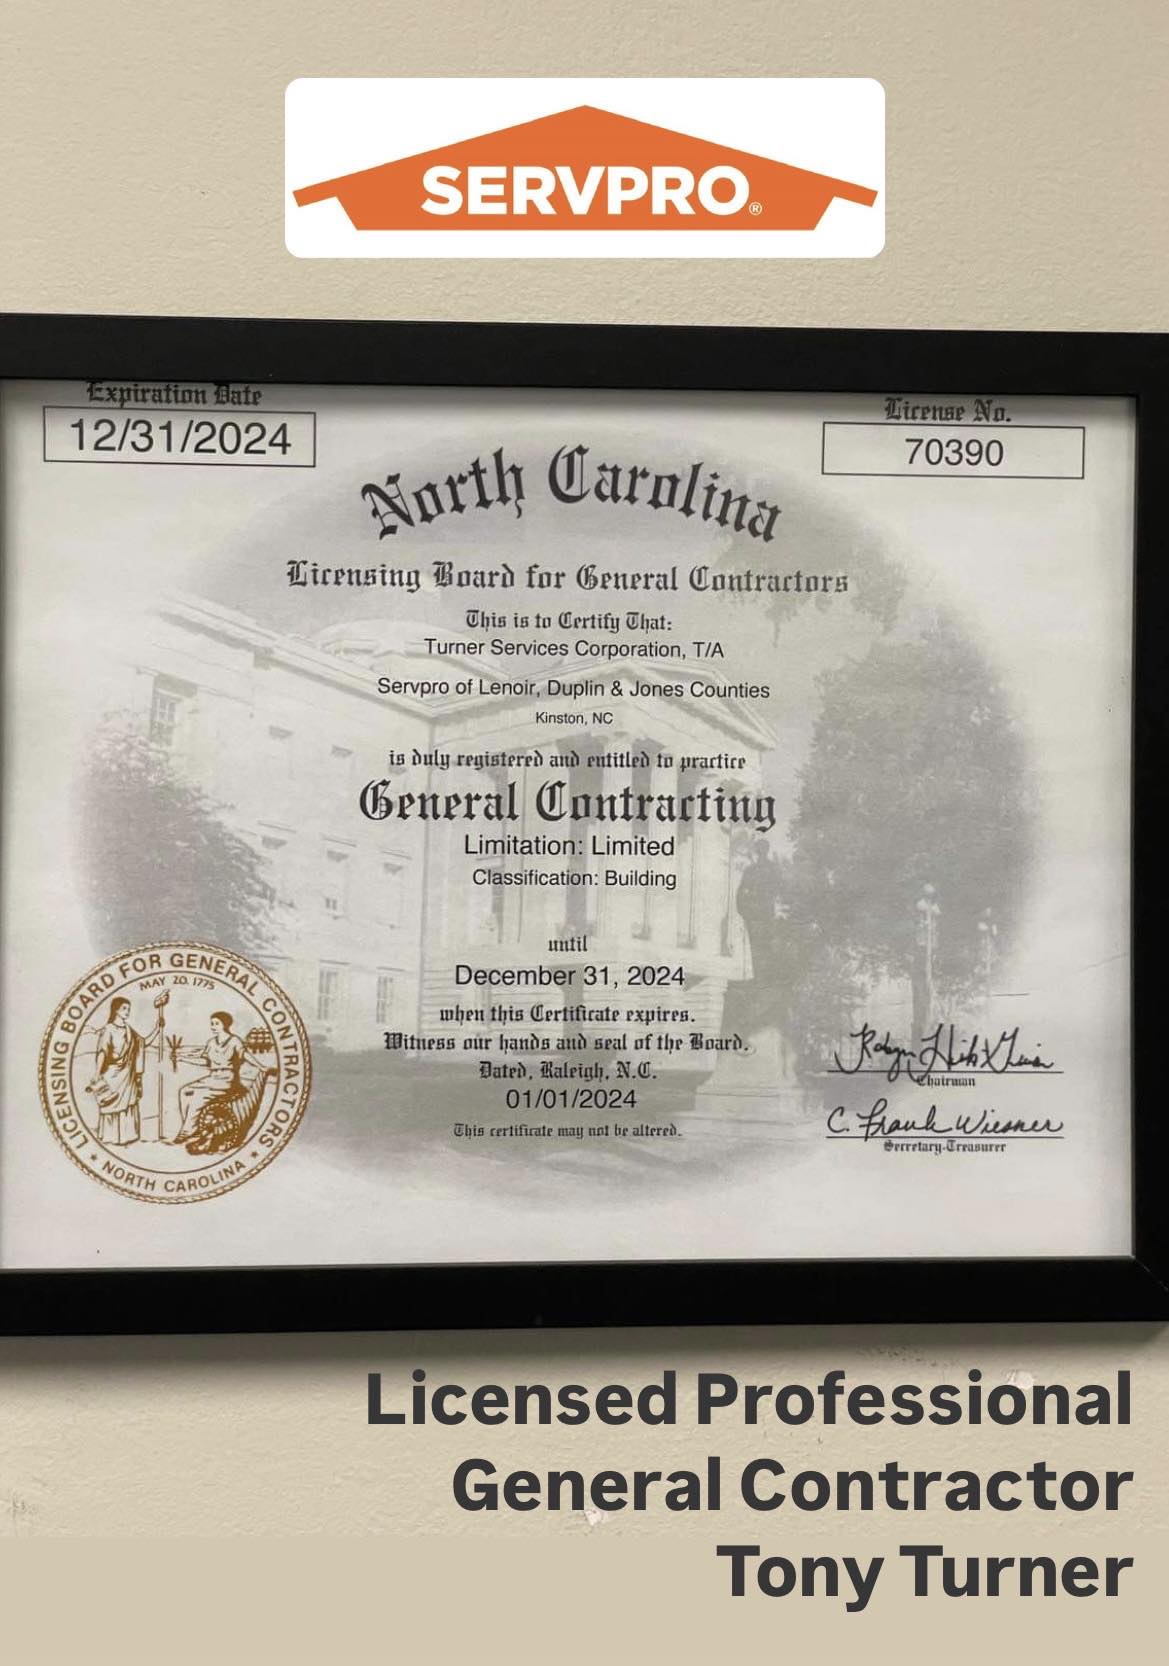 SERVPRO®
Expiration Date
12/31/2024
License No.
70390
North Carolina
Licensing Board for General Contractors
This is to Certify That:
Turner Services Corporation, T/A
Servpro of Lenoir, Duplin & Jones Counties
Kinston, NC
is duly registered and entitled to practice
General Contracting
Limitation: Limited
Classification: Building
until
December 31, 2024
when this Certificate expires.
Witness our hands and seal of the Board.
Dated, Raleigh, N.C.
01/01/2024
This certificate may not be altered.
LICENSING BOARD FOR GENERAL CONTRACTORS
MAY 20, 1775
* NORTH CAROLINA *
Chairman
C. Frank Wiesner
Secretary-Treasurer
Licensed Professional
General Contractor
Tony Turner